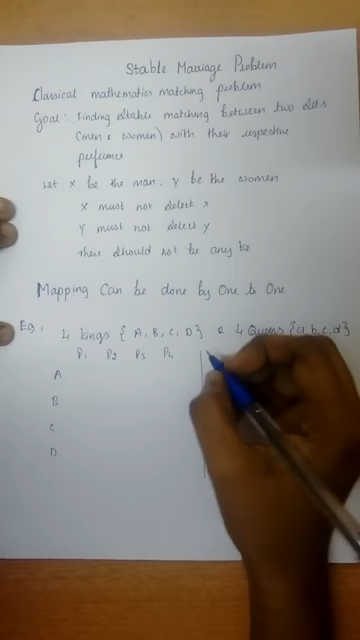 Stable Marriage Problem
Classical mathematics matching problem
Goal: Finding stable matching between two sets
(men & women) with their respective
perfernce
Let X be the man, Y be the women
X must not select x
Y must not select y
There should not be any tie
Mapping Can be done by One to One
Eg, 4 kings {A, B, C, D} & 4 Queens {a, b, c, d}
P1 P2 P3 P4
A
B
C
D